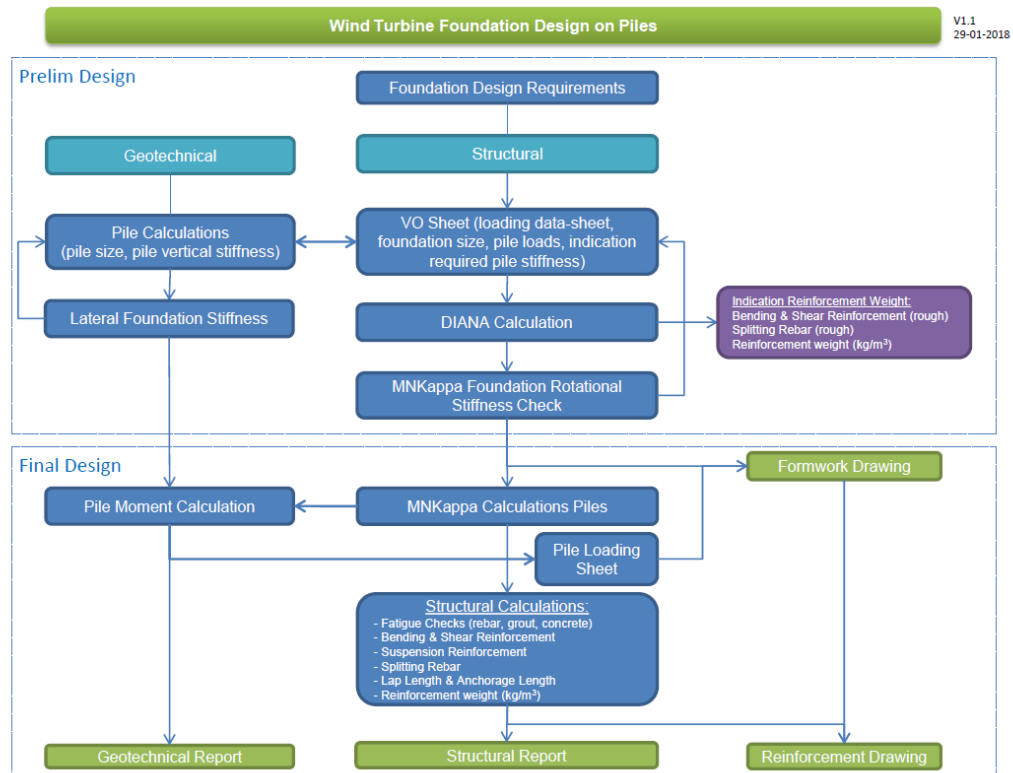 Wind Turbine Foundation Design on Piles
V1.1
29-01-2018
Prelim Design
Foundation Design Requirements
Geotechnical
Structural
Pile Calculations
(pile size, pile vertical stiffness)
VO Sheet (loading data-sheet,
foundation size, pile loads, indication
required pile stiffness)
Lateral Foundation Stiffness
DIANA Calculation
Indication Reinforcement Weight:
Bending & Shear Reinforcement (rough)
Splitting Rebar (rough)
Reinforcement weight (kg/m³)
MNKappa Foundation Rotational
Stiffness Check
Final Design
Formwork Drawing
Pile Moment Calculation
MNKappa Calculations Piles
Pile Loading
Sheet
Structural Calculations:
- Fatigue Checks (rebar, grout, concrete)
- Bending & Shear Reinforcement
- Suspension Reinforcement
- Splitting Rebar
- Lap Length & Anchorage Length
- Reinforcement weight (kg/m³)
Geotechnical Report
Structural Report
Reinforcement Drawing